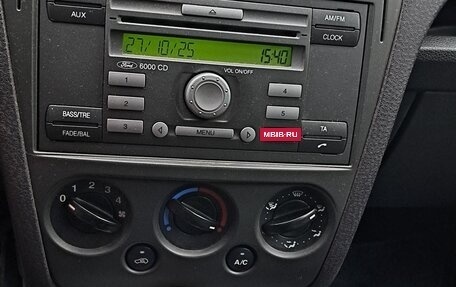 AUX
AM/FM
27/10/25 15:40
CLOCK
Ford 6000 CD
VOL ON/OFF
1
4
2
5
BASS/TRE
3
MENU
MBIB.RU
TA
FADE/BAL
0 1 2 3 4
A/C